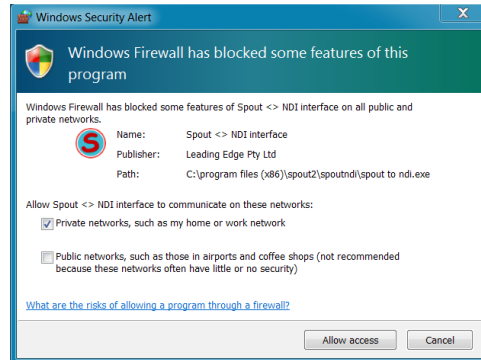 Windows Security Alert
Windows Firewall has blocked some features of this
program
Windows Firewall has blocked some features of Spout <> NDI interface on all public and
private networks.
S
Name: Spout <> NDI interface
Publisher: Leading Edge Pty Ltd
Path: C:\program files (x86)\spout2\spoutndi\spout to ndi.exe
Allow Spout <> NDI interface to communicate on these networks:
Private networks, such as my home or work network
Public networks, such as those in airports and coffee shops (not recommended
because these networks often have little or no security)
What are the risks of allowing a program through a firewall?
Allow access Cancel